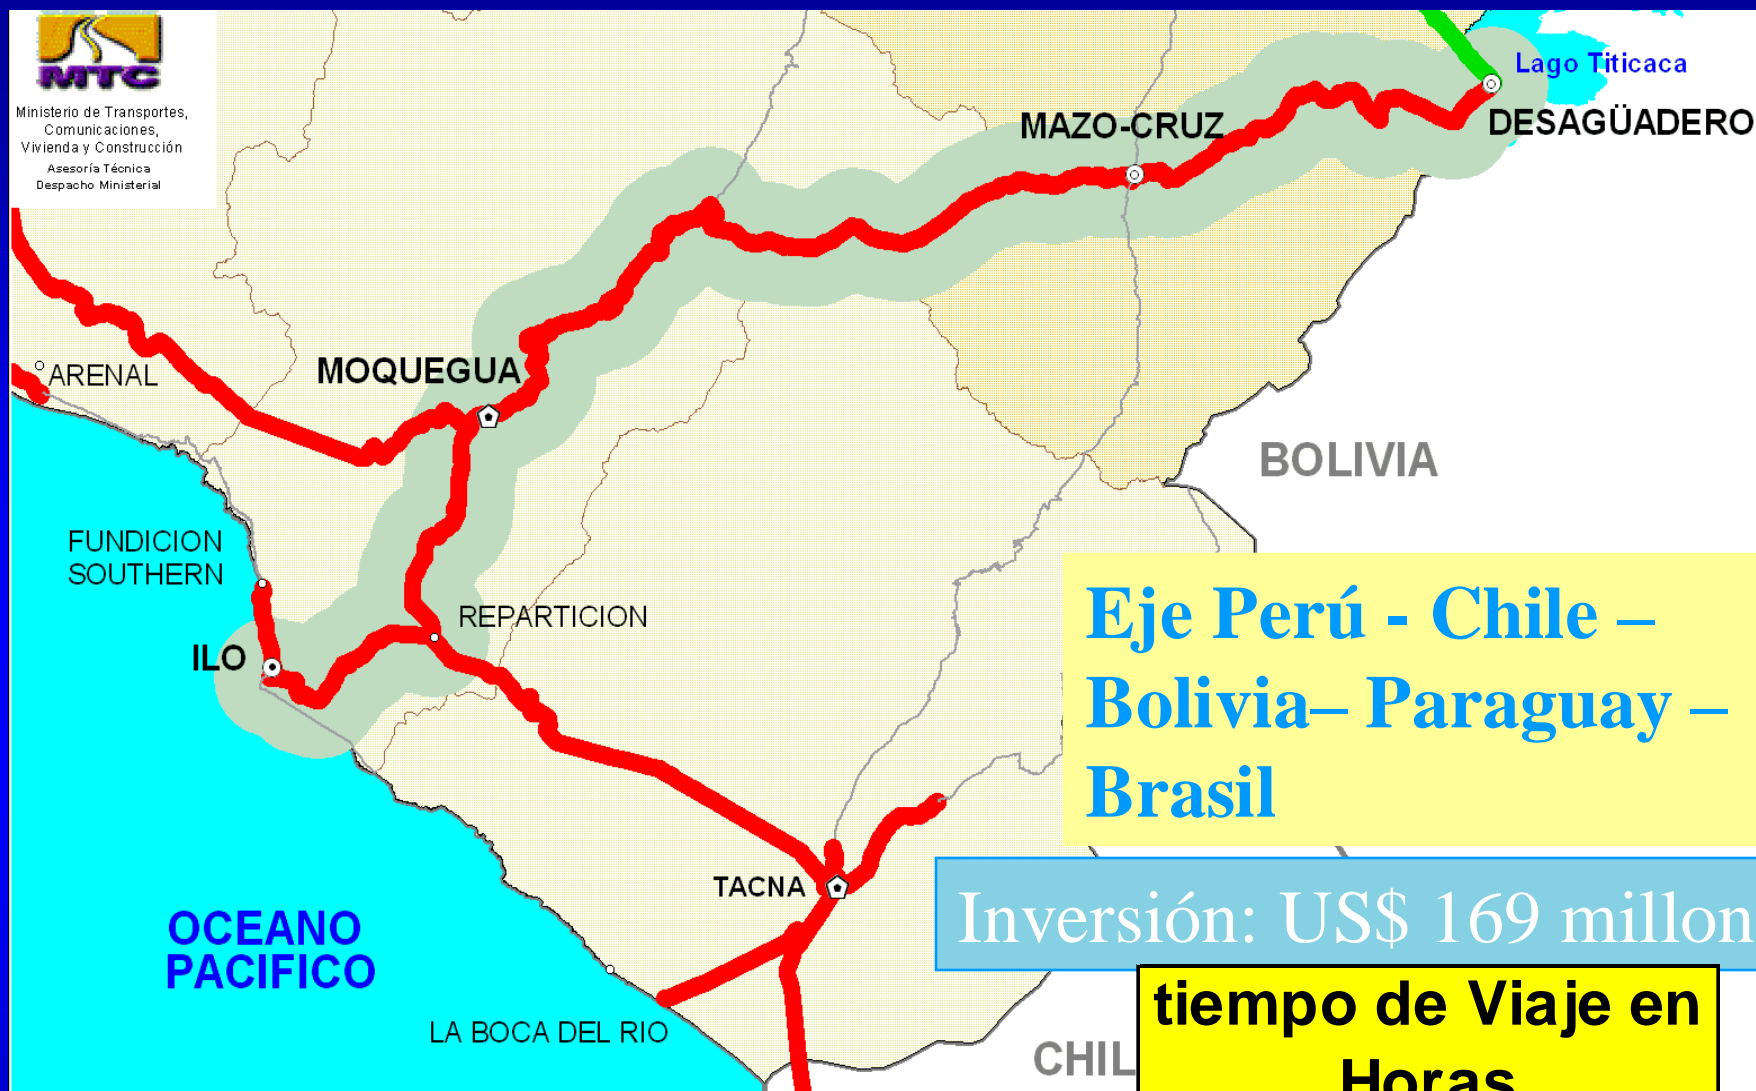 MTC
Ministerio de Transportes,
Comunicaciones,
Vivienda y Construcción
Asesoría Técnica
Despacho Ministerial
Lago Titicaca
DESAGÜADERO
MAZO-CRUZ
MOQUEGUA
ARENAL
BOLIVIA
FUNDICION
SOUTHERN
REPARTICION
ILO
Eje Perú - Chile –
Bolivia– Paraguay –
Brasil
TACNA
Inversión: US$ 169 millon
OCEANO
PACIFICO
LA BOCA DEL RIO
CHIL
tiempo de Viaje en
Horas